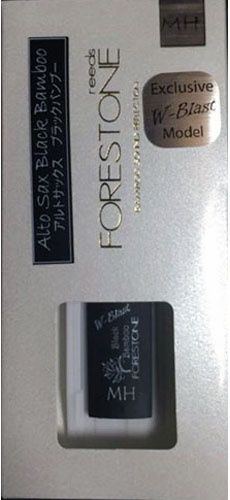 MH
Exclusive
W-Blast
Model
reeds
FORESTONE
Alto Sax Black Bamboo
アルトサックス ブラックバンブー
W-Blast
Black
Bamboo
FORESTONE
MH